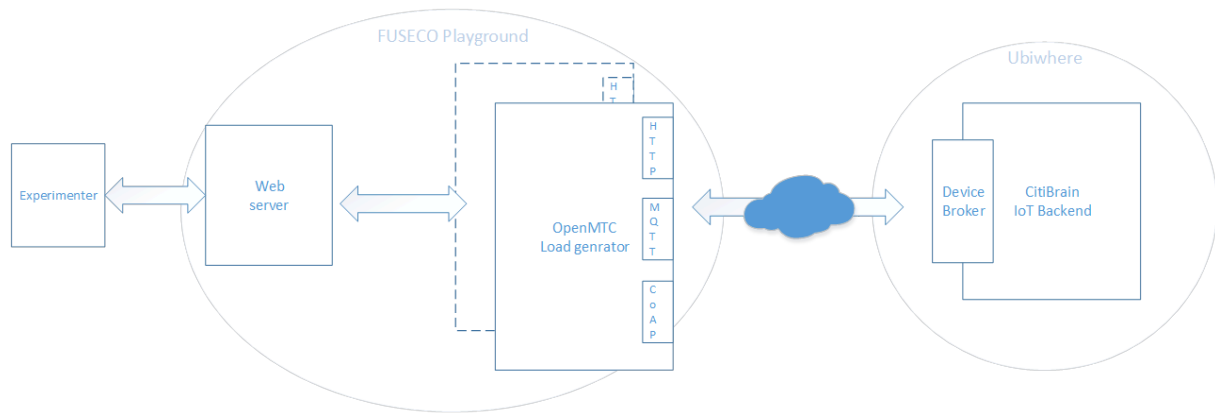 FUSECO Playground
Ubiwhere
Experimenter
Web
server
H
T
OpenMTC
Load genrator
H
T
T
P
M
Q
T
T
C
o
A
P
Device
Broker
CitiBrain
IoT Backend